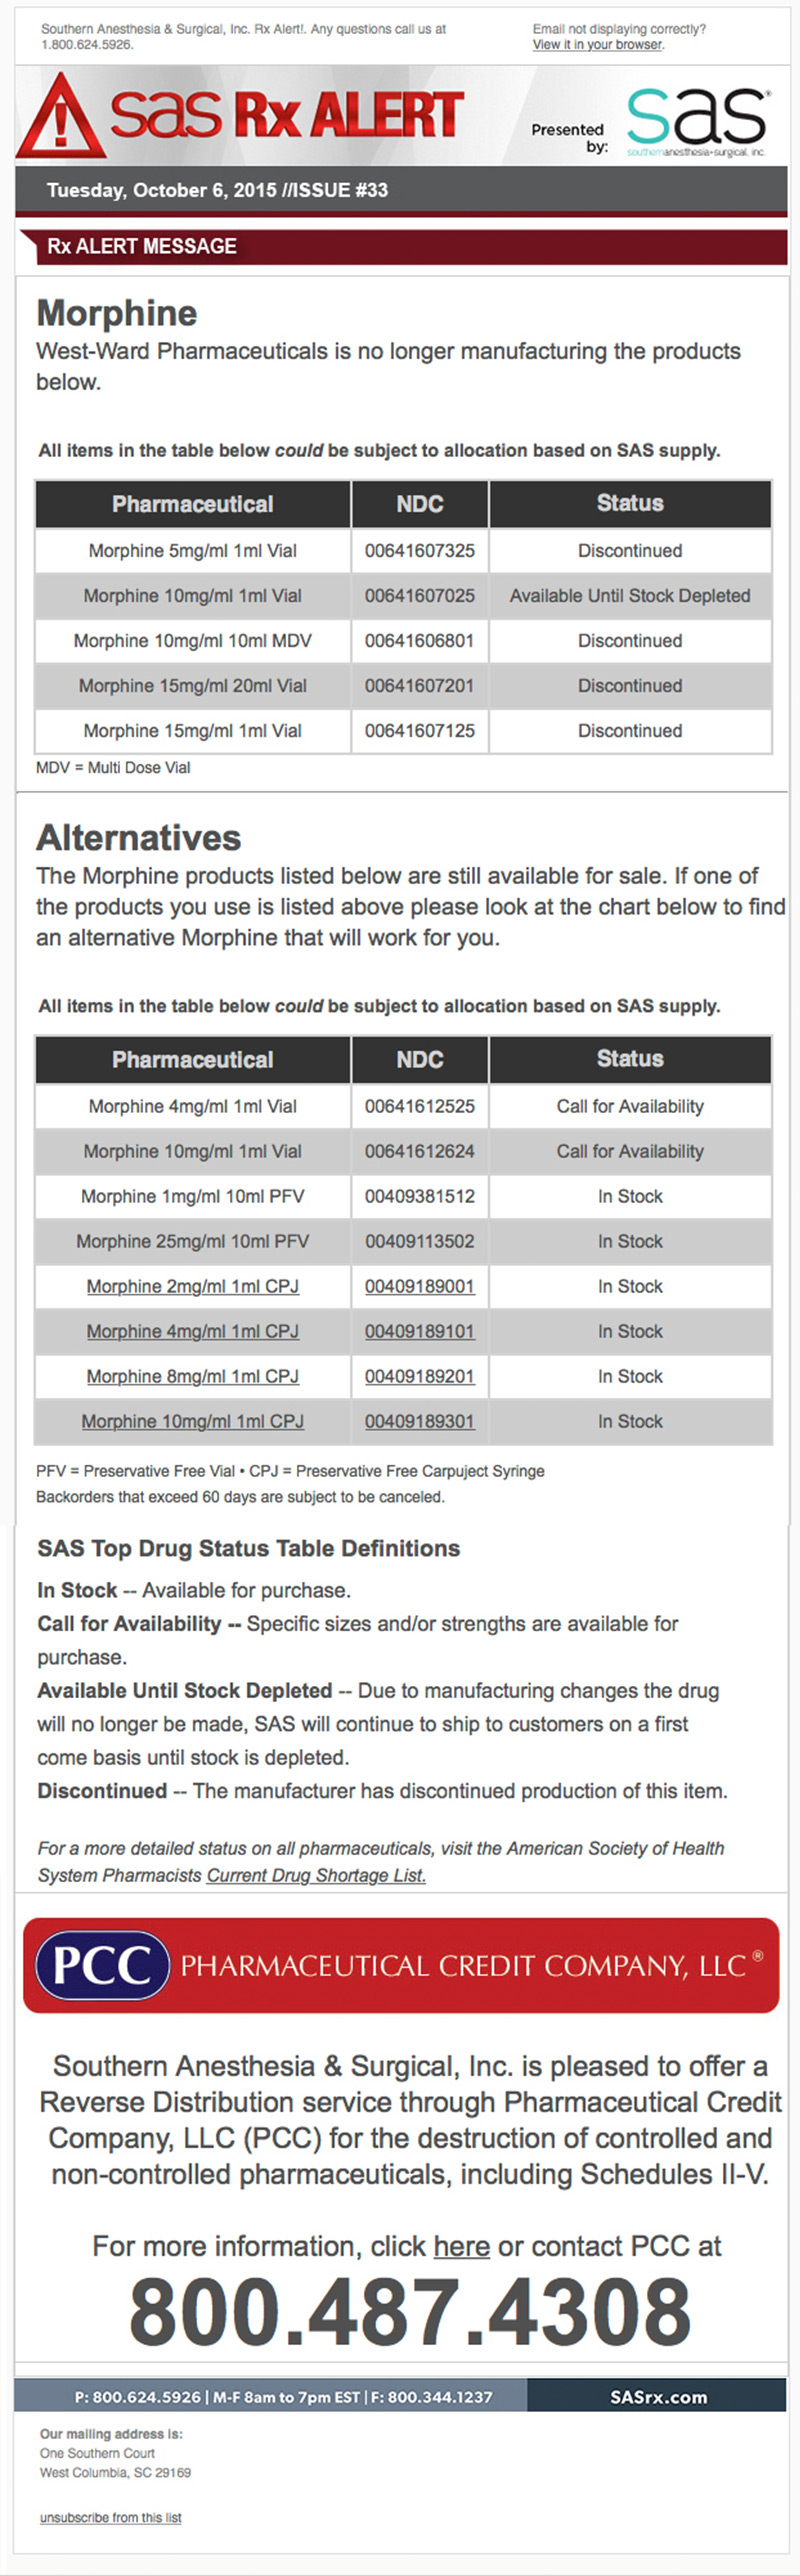 Southern Anesthesia & Surgical, Inc. Rx Alert!. Any questions call us at
1.800.624.5926.
Email not displaying correctly?
View it in your browser.
sas Rx ALERT
Presented
by:
sas®
southernanesthesia+surgical, inc.
Tuesday, October 6, 2015 //ISSUE #33
Rx ALERT MESSAGE
Morphine
West-Ward Pharmaceuticals is no longer manufacturing the products
below.
All items in the table below could be subject to allocation based on SAS supply.
Pharmaceutical NDC Status
Morphine 5mg/ml 1ml Vial 00641607325 Discontinued
Morphine 10mg/ml 1ml Vial 00641607025 Available Until Stock Depleted
Morphine 10mg/ml 10ml MDV 00641606801 Discontinued
Morphine 15mg/ml 20ml Vial 00641607201 Discontinued
Morphine 15mg/ml 1ml Vial 00641607125 Discontinued
MDV = Multi Dose Vial
Alternatives
The Morphine products listed below are still available for sale. If one of
the products you use is listed above please look at the chart below to find
an alternative Morphine that will work for you.
All items in the table below could be subject to allocation based on SAS supply.
Pharmaceutical NDC Status
Morphine 4mg/ml 1ml Vial 00641612525 Call for Availability
Morphine 10mg/ml 1ml Vial 00641612624 Call for Availability
Morphine 1mg/ml 10ml PFV 00409381512 In Stock
Morphine 25mg/ml 10ml PFV 00409113502 In Stock
Morphine 2mg/ml 1ml CPJ 00409189001 In Stock
Morphine 4mg/ml 1ml CPJ 00409189101 In Stock
Morphine 8mg/ml 1ml CPJ 00409189201 In Stock
Morphine 10mg/ml 1ml CPJ 00409189301 In Stock
PFV = Preservative Free Vial • CPJ = Preservative Free Carpuject Syringe
Backorders that exceed 60 days are subject to be canceled.
SAS Top Drug Status Table Definitions
In Stock -- Available for purchase.
Call for Availability -- Specific sizes and/or strengths are available for
purchase.
Available Until Stock Depleted -- Due to manufacturing changes the drug
will no longer be made, SAS will continue to ship to customers on a first
come basis until stock is depleted.
Discontinued -- The manufacturer has discontinued production of this item.
For a more detailed status on all pharmaceuticals, visit the American Society of Health
System Pharmacists Current Drug Shortage List.
PCC PHARMACEUTICAL CREDIT COMPANY, LLC®
Southern Anesthesia & Surgical, Inc. is pleased to offer a
Reverse Distribution service through Pharmaceutical Credit
Company, LLC (PCC) for the destruction of controlled and
non-controlled pharmaceuticals, including Schedules II-V.
For more information, click here or contact PCC at
800.487.4308
P: 800.624.5926 | M-F 8am to 7pm EST | F: 800.344.1237
SASrx.com
Our mailing address is:
One Southern Court
West Columbia, SC 29169
unsubscribe from this list